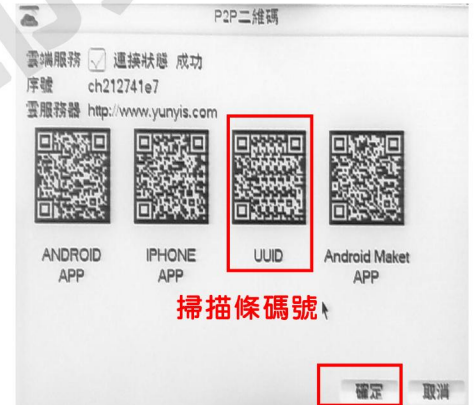 P2P二維碼
雲端服務 連接狀態 成功
序號 ch212741e7
雲服務器 http://www.yunyis.com
ANDROID APP
IPHONE APP
UUID
Android Maket APP
掃描條碼號
確定 取消